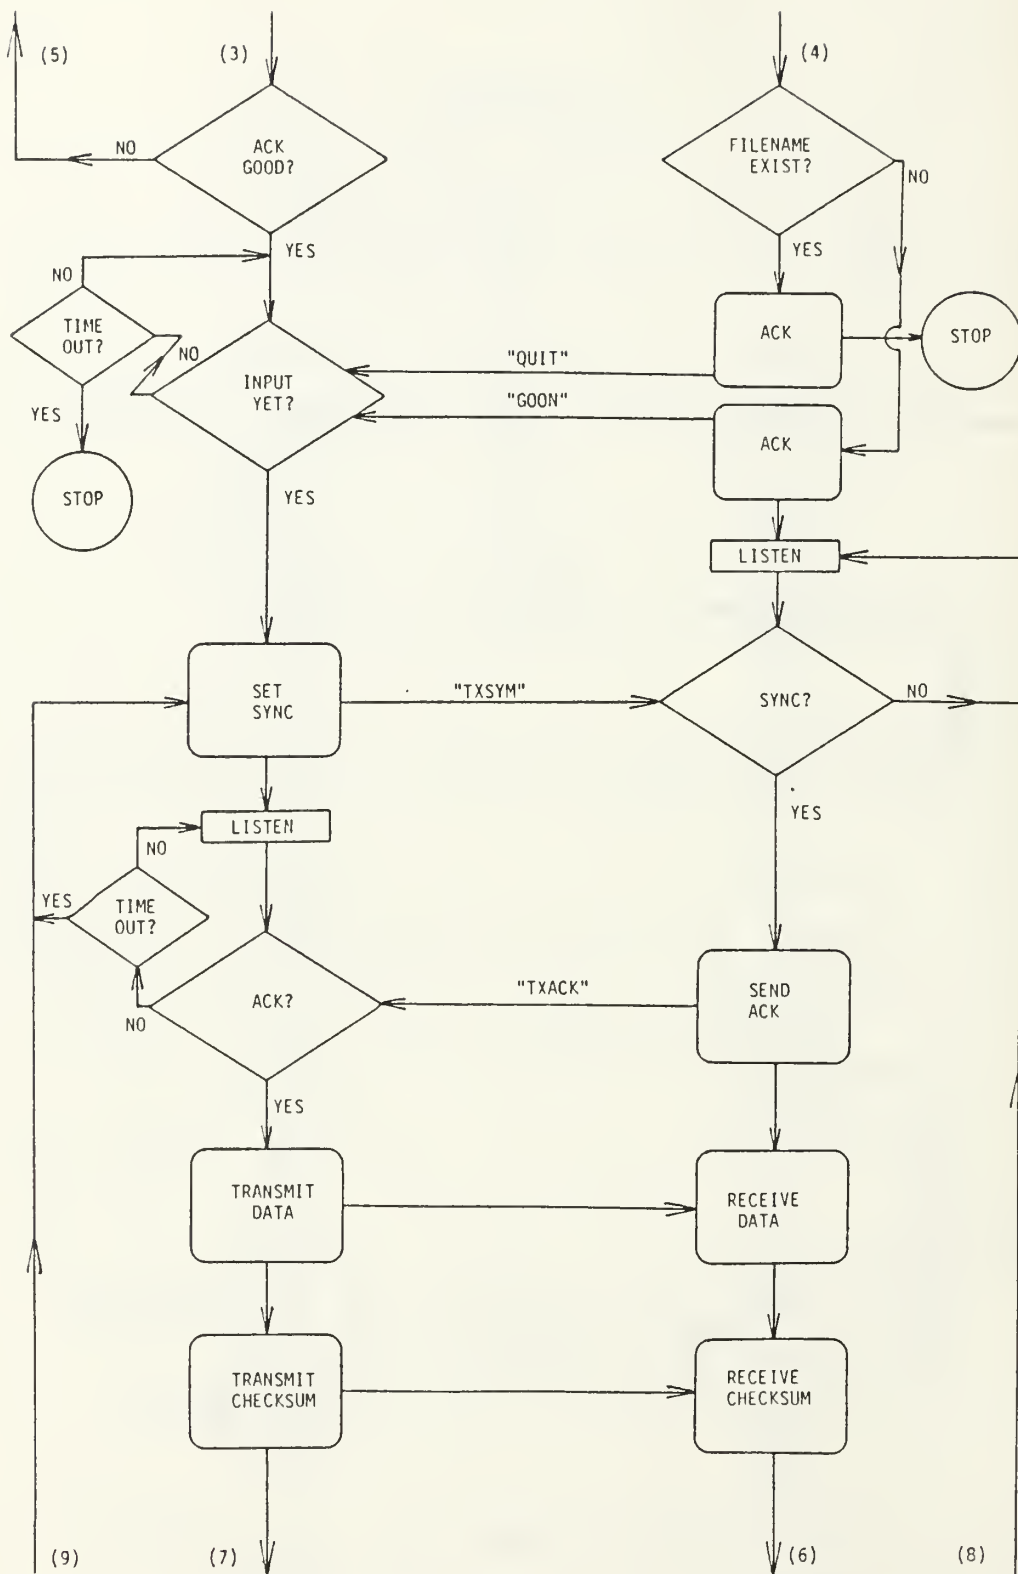 (5)
(3)
(4)
NO
ACK
GOOD?
FILENAME
EXIST?
NO
YES
YES
NO
TIME
OUT?
NO
INPUT
YET?
"QUIT"
ACK
STOP
YES
"GOON"
ACK
STOP
YES
LISTEN
SET
SYNC
"TXSYM"
SYNC?
NO
LISTEN
YES
NO
YES
TIME
OUT?
NO
ACK?
"TXACK"
SEND
ACK
YES
TRANSMIT
DATA
RECEIVE
DATA
TRANSMIT
CHECKSUM
RECEIVE
CHECKSUM
(9)
(7)
(6)
(8)